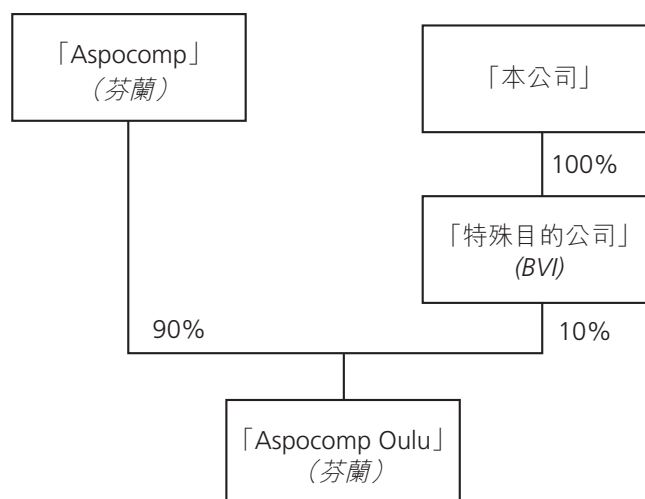 「Aspocomp」
（芬蘭）
「本公司」
100%
「特殊目的公司」
(BVI)
90%
10%
「Aspocomp Oulu」
（芬蘭）